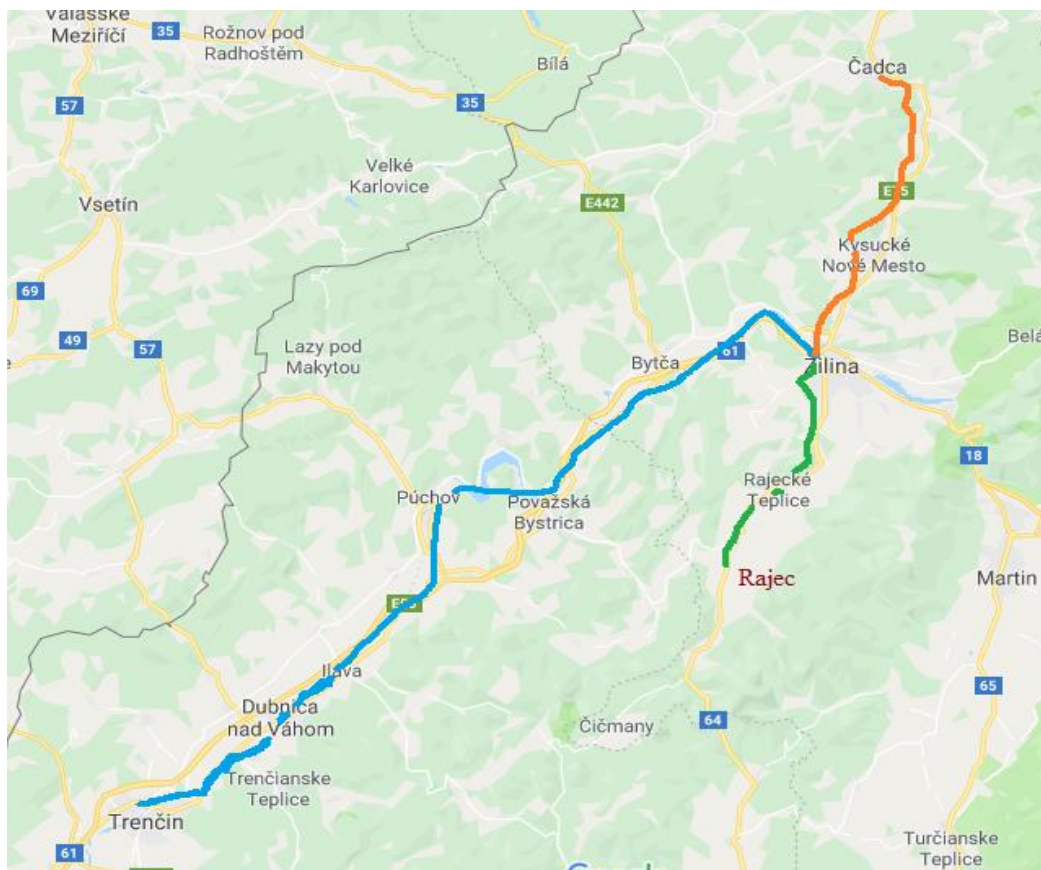 Valašské
Meziříčí
35
Rožnov pod
Radhoštěm
Bílá
Čadca
57
35
Velké
Karlovice
Vsetín
E442
E75
Kysucké
Nové Mesto
69
49
57
Lazy pod
Makytou
Bytča
61
Žilina
18
Púchov
Považská
Bystrica
Rajecké
Teplice
Rajec
Martin
Ilava
Dubnica
nad Váhom
65
64
Čičmany
Trenčianske
Teplice
Trenčín
61
Turčianske
Teplice